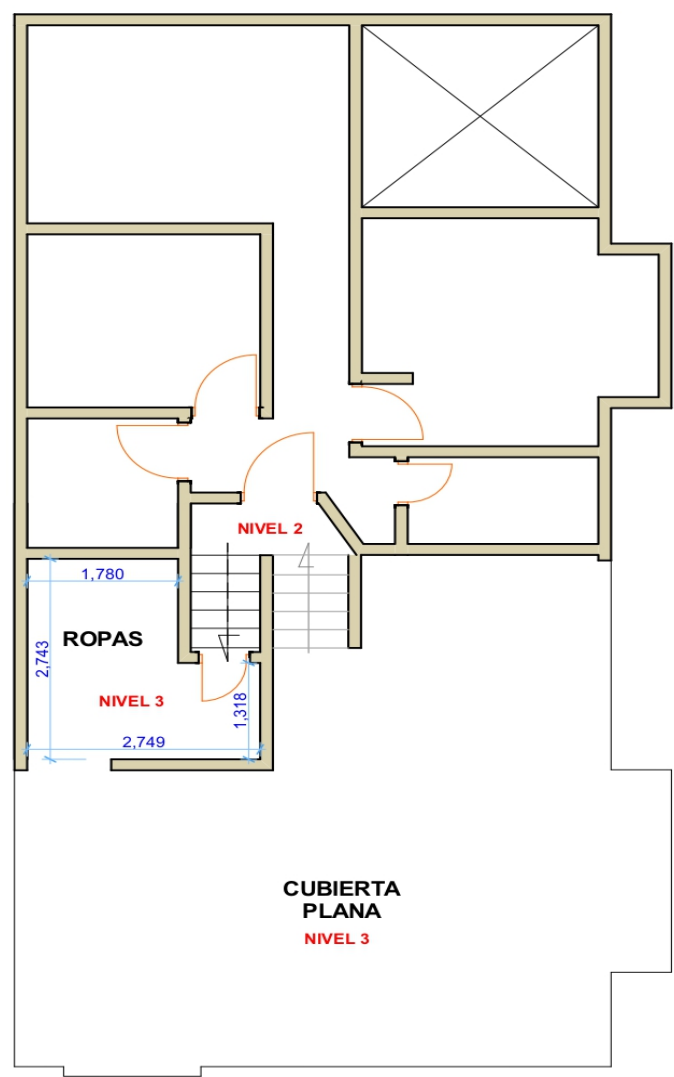 NIVEL 2
1,780
ROPAS
2,743
NIVEL 3
1,318
2,749
CUBIERTA
PLANA
NIVEL 3